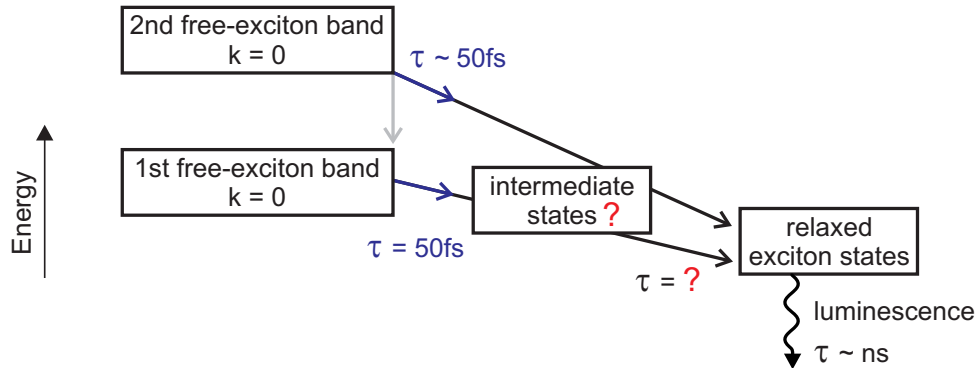 2nd free-exciton band
k = 0
τ ~ 50fs
1st free-exciton band
k = 0
τ = 50fs
intermediate
states ?
relaxed
exciton states
τ = ?
luminescence
τ ~ ns
Energy